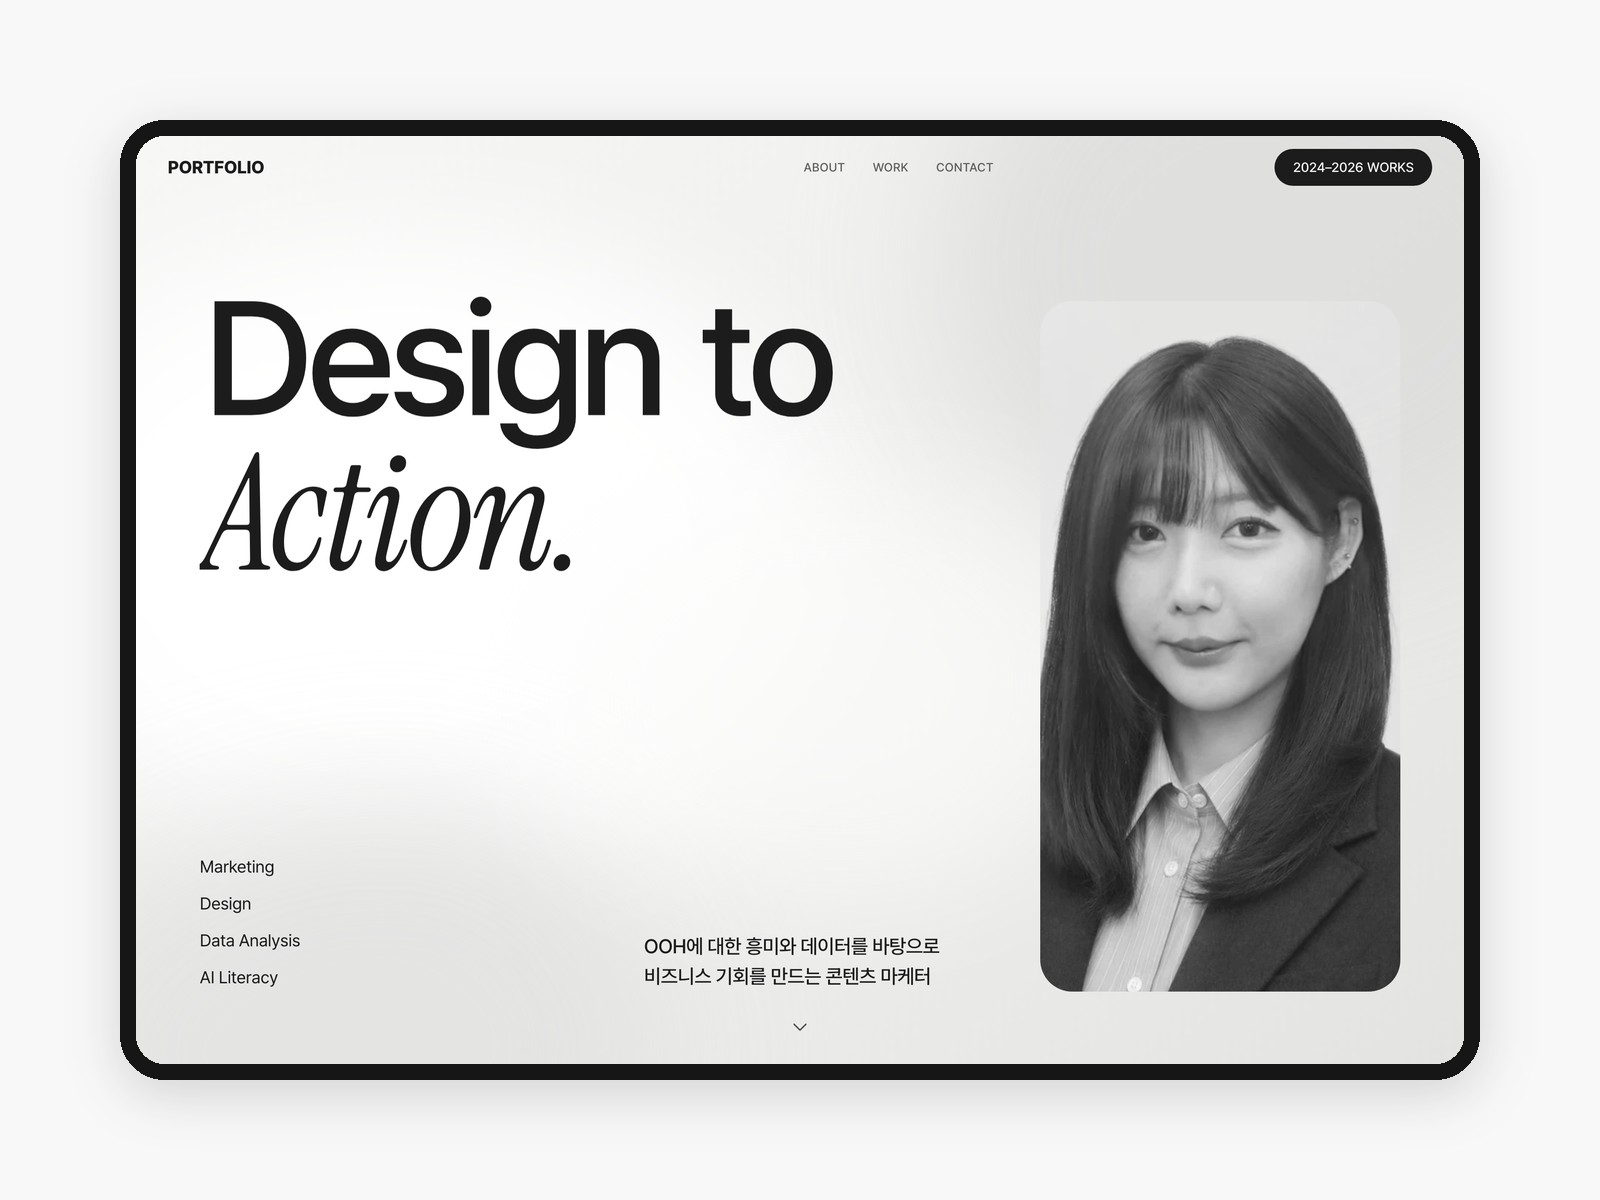 PORTFOLIO
ABOUT WORK CONTACT
2024–2026 WORKS
Design to
Action.
Marketing
Design
Data Analysis
AI Literacy
OOH에 대한 흥미와 데이터를 바탕으로
비즈니스 기회를 만드는 콘텐츠 마케터